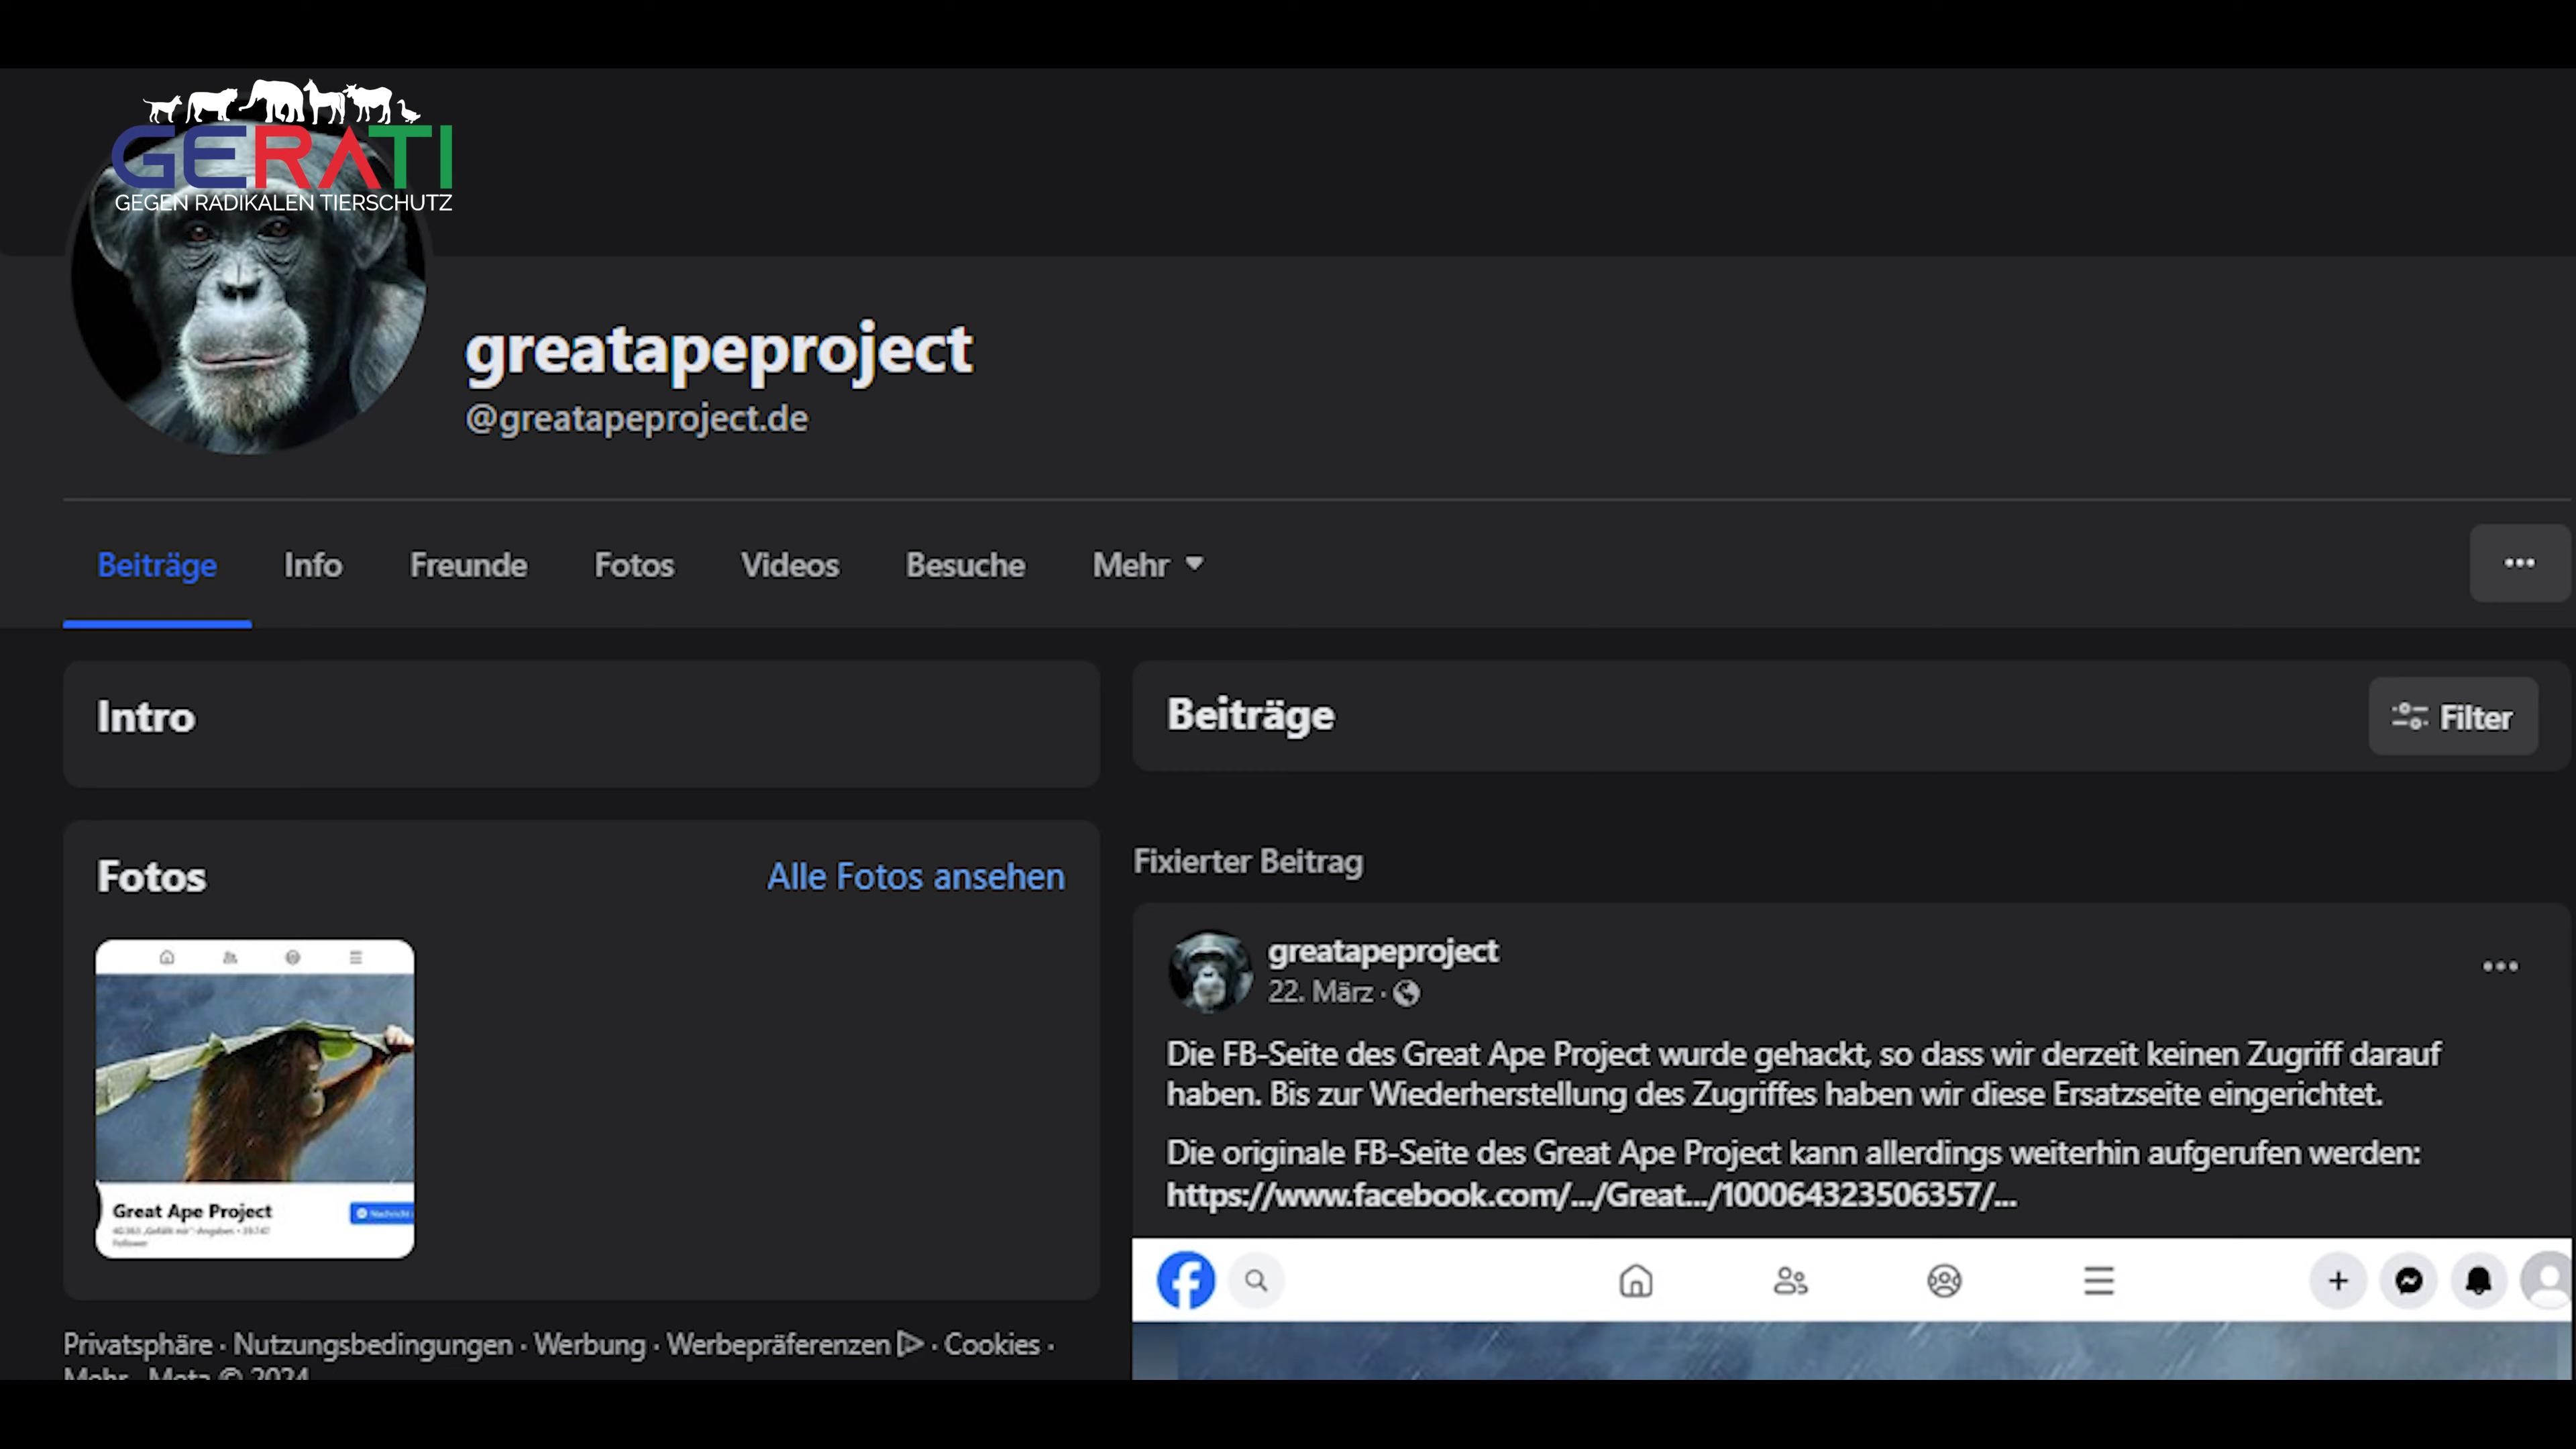 GERATI
GEGEN RADIKALEN TIERSCHUTZ
greatapeproject
@greatapeproject.de
Beiträge Info Freunde Fotos Videos Besuche Mehr
Intro
Fotos Alle Fotos ansehen
Great Ape Project
Privatsphäre · Nutzungsbedingungen · Werbung · Werbepräferenzen · Cookies ·
Mehr · Meta © 2024
Beiträge Filter
Fixierter Beitrag
greatapeproject
22. März ·
Die FB-Seite des Great Ape Project wurde gehackt, so dass wir derzeit keinen Zugriff darauf
haben. Bis zur Wiederherstellung des Zugriffes haben wir diese Ersatzseite eingerichtet.
Die originale FB-Seite des Great Ape Project kann allerdings weiterhin aufgerufen werden:
https://www.facebook.com/.../Great.../100064323506357/...